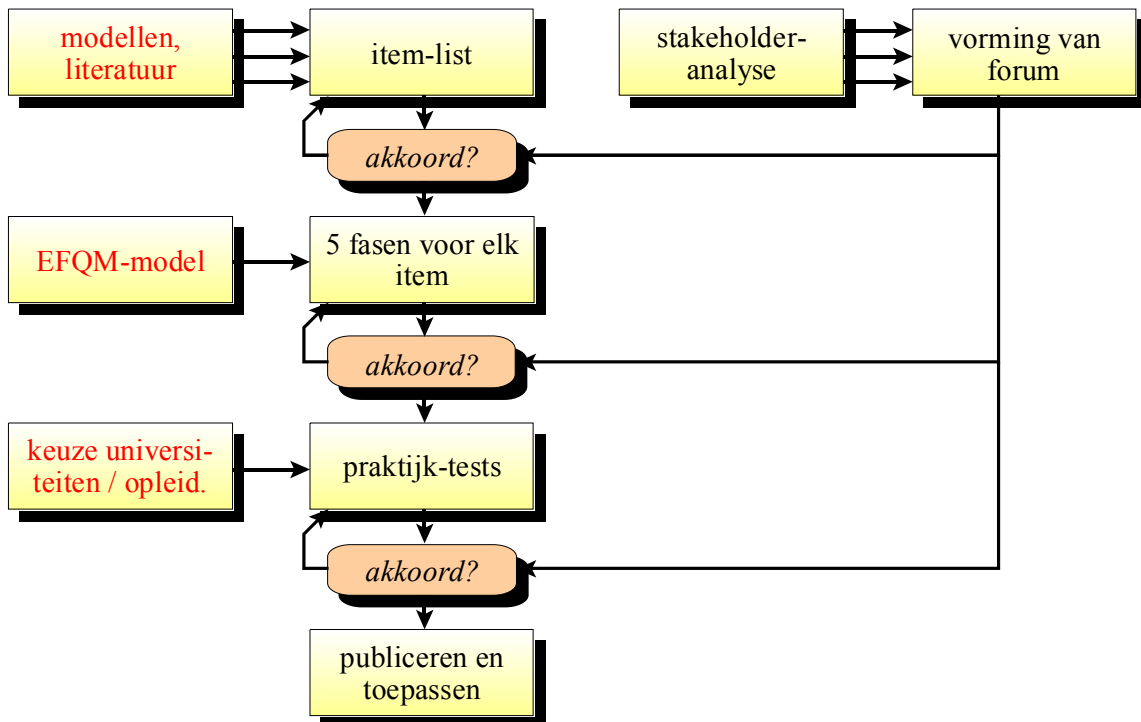 modellen,
literatuur
item-list
stakeholder-
analyse
vorming van
forum
akkoord?
EFQM-model
5 fasen voor elk
item
akkoord?
keuze universi-
teiten / opleid.
praktijk-tests
akkoord?
publiceren en
toepassen